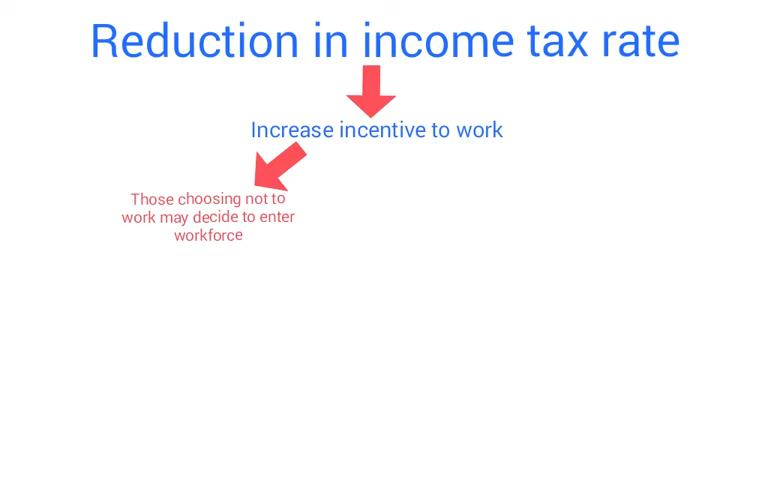 Reduction in income tax rate
Increase incentive to work
Those choosing not to
work may decide to enter
workforce